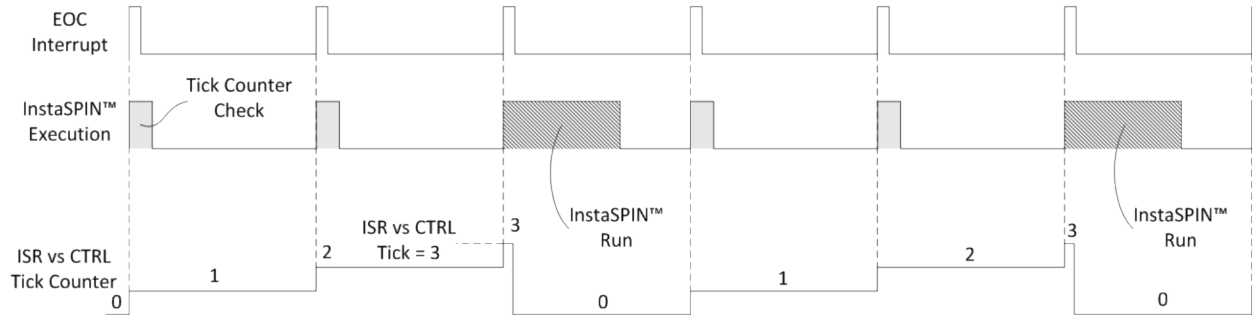 EOC
Interrupt
Tick Counter
Check
InstaSPIN™
Execution
InstaSPIN™
Run
InstaSPIN™
Run
ISR vs CTRL
Tick = 3
3
3
2
2
ISR vs CTRL
Tick Counter
1
1
0
0
0